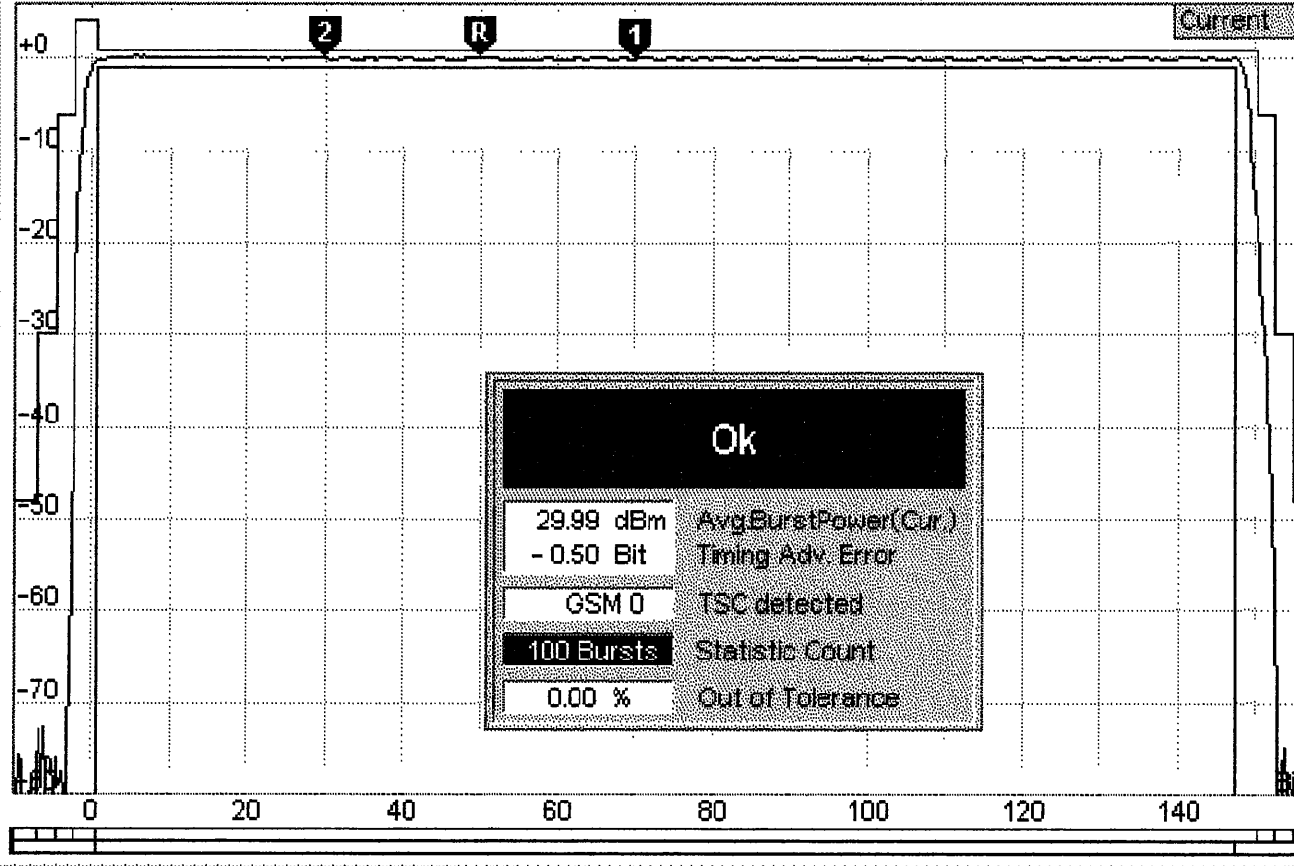 Current
+0
2
R
1
-10
-20
-30
-40
-50
-60
-70
Ok
29.99 dBm Avg.BurstPower(Cur.)
- 0.50 Bit Timing Adv. Error
GSM 0 TSC detected
100 Bursts Statistic Count
0.00 % Out of Tolerance
0 20 40 60 80 100 120 140